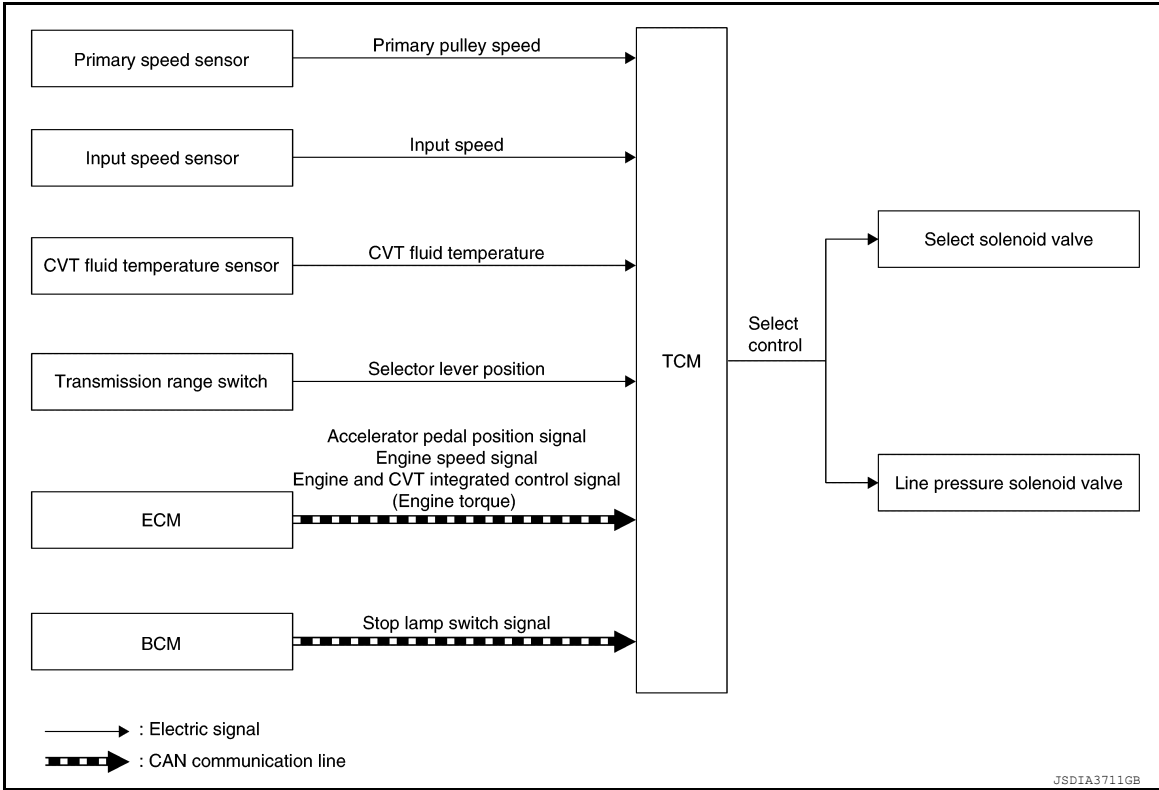 Primary speed sensor
Primary pulley speed
Input speed sensor
Input speed
CVT fluid temperature sensor
CVT fluid temperature
Transmission range switch
Selector lever position
ECM
Accelerator pedal position signal
Engine speed signal
Engine and CVT integrated control signal
(Engine torque)
BCM
Stop lamp switch signal
TCM
Select
control
Select solenoid valve
Line pressure solenoid valve
: Electric signal
: CAN communication line
JSDIA3711GB